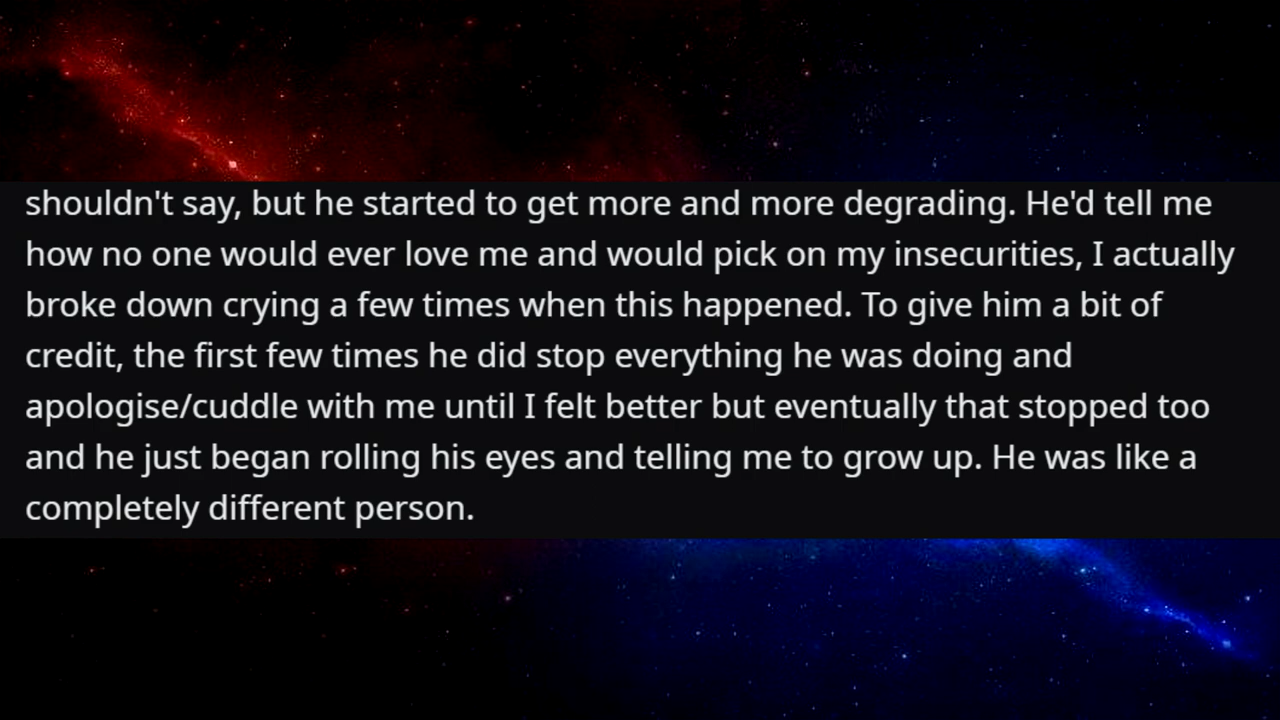 shouldn't say, but he started to get more and more degrading. He'd tell me
how no one would ever love me and would pick on my insecurities, I actually
broke down crying a few times when this happened. To give him a bit of
credit, the first few times he did stop everything he was doing and
apologise/cuddle with me until I felt better but eventually that stopped too
and he just began rolling his eyes and telling me to grow up. He was like a
completely different person.